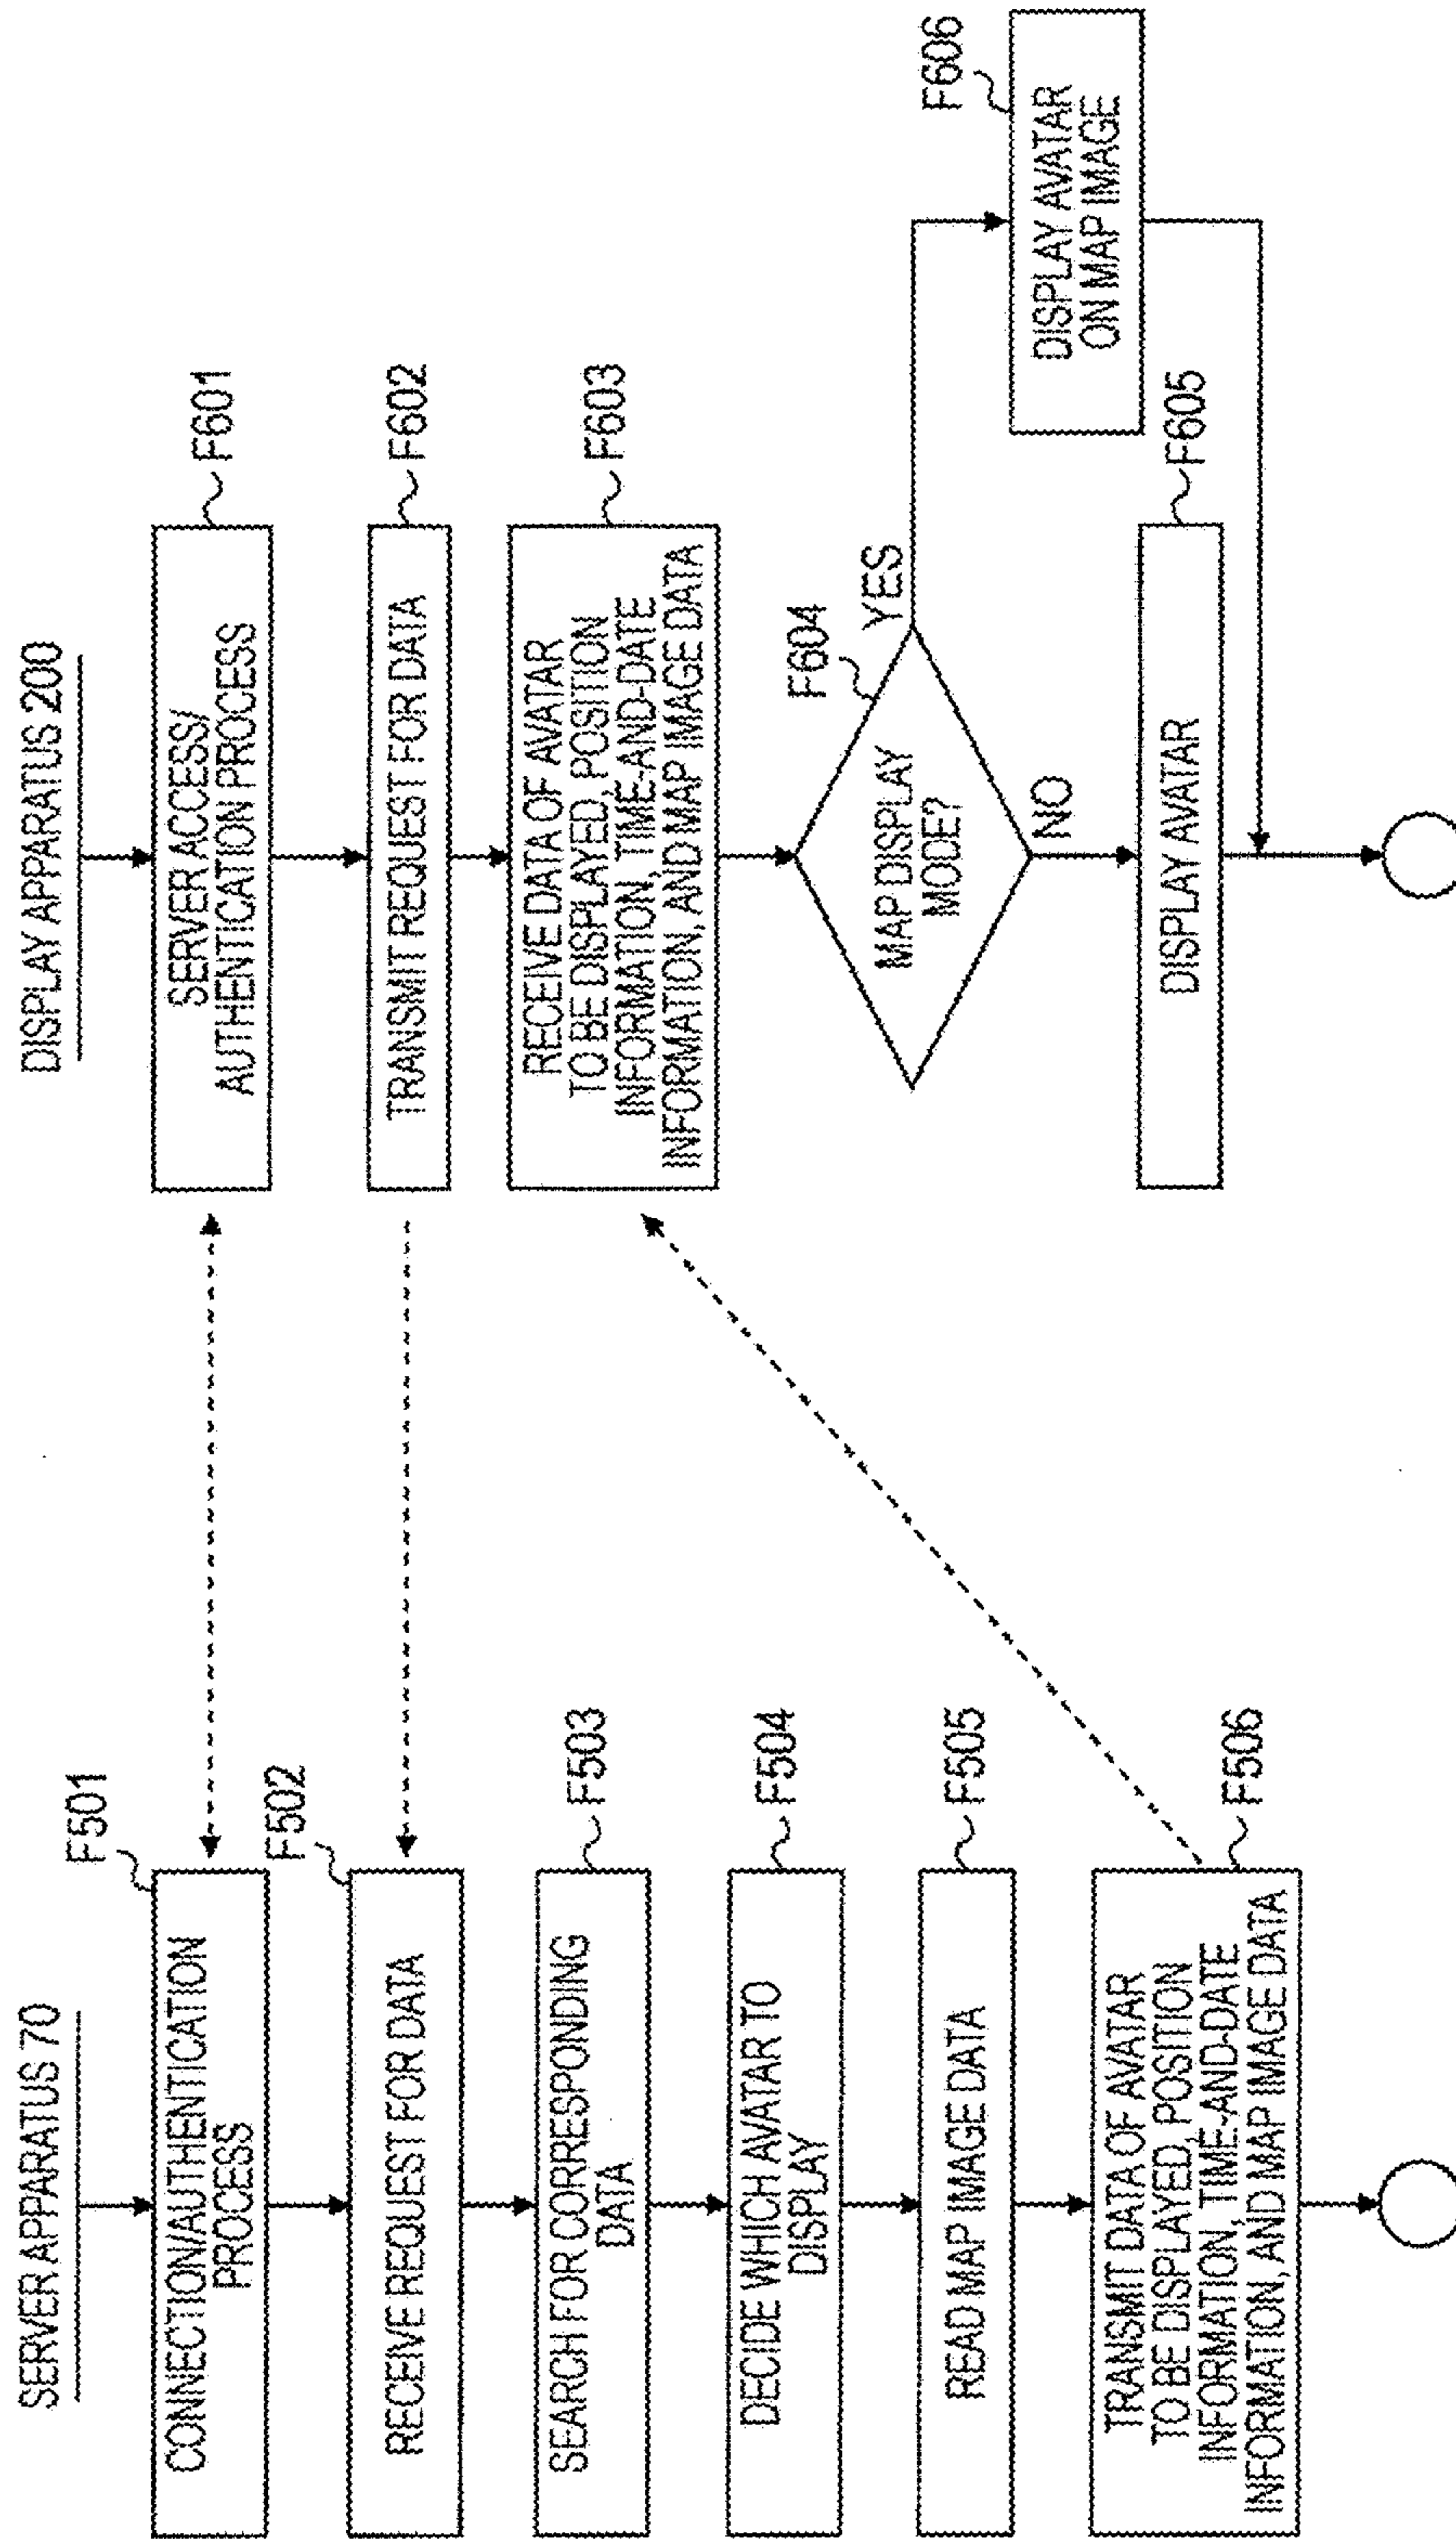 SERVER APPARATUS 70
F501
CONNECTION/AUTHENTICATION
PROCESS
F502
RECEIVE REQUEST FOR DATA
SEARCH FOR CORRESPONDING
DATA
F503
DECIDE WHICH AVATAR TO
DISPLAY
F504
READ MAP IMAGE DATA
F505
TRANSMIT DATA OF AVATAR
TO BE DISPLAYED, POSITION
INFORMATION, TIME-AND-DATE
INFORMATION, AND MAP IMAGE DATA
F506
DISPLAY APPARATUS 200
SERVER ACCESS/
AUTHENTICATION PROCESS
F601
TRANSMIT REQUEST FOR DATA
F602
RECEIVE DATA OF AVATAR
TO BE DISPLAYED, POSITION
INFORMATION, TIME-AND-DATE
INFORMATION, AND MAP IMAGE DATA
F603
F604
MAP DISPLAY
MODE?
YES
NO
DISPLAY AVATAR
F605
F606
DISPLAY AVATAR
ON MAP IMAGE